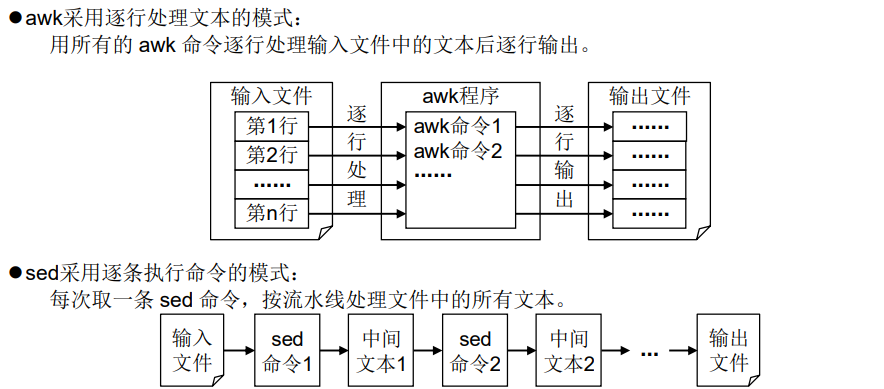 ●awk采用逐行处理文本的模式：
用所有的 awk 命令逐行处理输入文件中的文本后逐行输出。
输入文件
第1行
第2行
······
第n行
逐行处理
awk程序
awk命令1
awk命令2
······
逐行输出
输出文件
······
······
······
······
●sed采用逐条执行命令的模式：
每次取一条 sed 命令，按流水线处理文件中的所有文本。
输入
文件
sed
命令1
中间
文本1
sed
命令2
中间
文本2
...
输出
文件